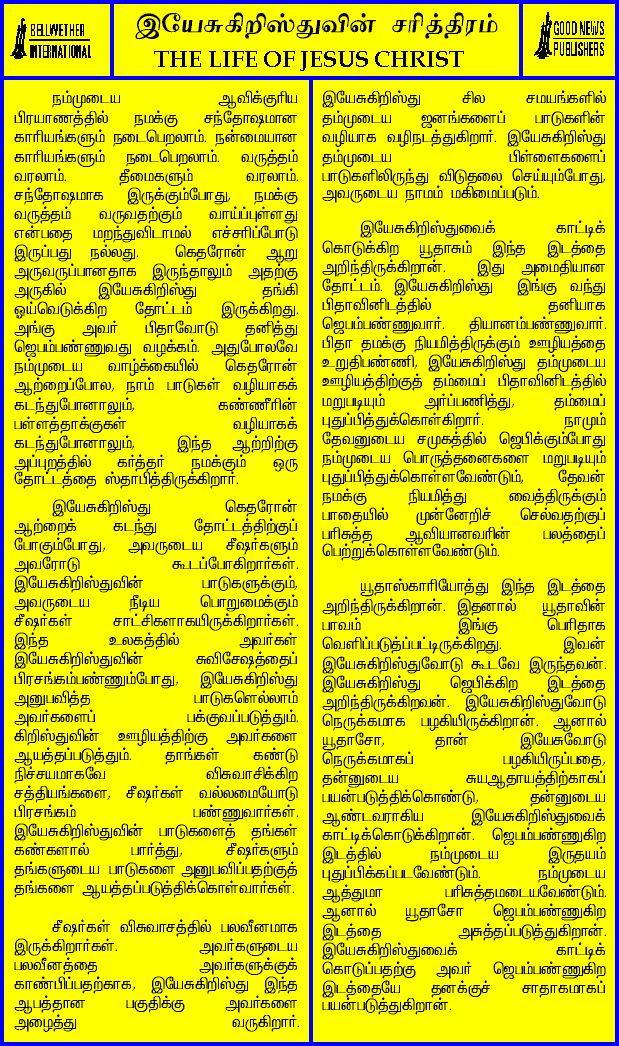 BELLWETHER
INTERNATIONAL
இயேசுகிறிஸ்துவின் சரித்திரம்
THE LIFE OF JESUS CHRIST
GOOD NEWS
PUBLISHERS
நம்முடைய ஆவிக்குரிய
பிரயாணத்தில் நமக்கு சந்தோஷமான
காரியங்களும் நடைபெறலாம். நன்மையான
காரியங்களும் நடைபெறலாம். வருத்தம்
வரலாம். தீமைகளும் வரலாம்.
சந்தோஷமாக இருக்கும்போது, நமக்கு
வருத்தம் வருவதற்கும் வாய்ப்புள்ளது
என்பதை மறந்துவிடாமல் எச்சரிப்போடு
இருப்பது நல்லது. கெதரோன் ஆறு
அருவருப்பானதாக இருந்தாலும் அதற்கு
அருகில் இயேசுகிறிஸ்து தங்கி
ஓய்வெடுக்கிற தோட்டம் இருக்கிறது.
அங்கு அவர் பிதாவோடு தனித்து
ஜெபம்பண்ணுவது வழக்கம். அதுபோலவே
நம்முடைய வாழ்க்கையில் கெதரோன்
ஆற்றைப்போல, நாம் பாடுகள் வழியாகக்
கடந்துபோனாலும், கண்ணீரின்
பள்ளத்தாக்குகள் வழியாகக்
கடந்துபோனாலும், இந்த ஆற்றிற்கு
அப்புறத்தில் கர்த்தர் நமக்கும் ஒரு
தோட்டத்தை ஸ்தாபித்திருக்கிறார்.
இயேசுகிறிஸ்து கெதரோன்
ஆற்றைக் கடந்து தோட்டத்திற்குப்
போகும்போது, அவருடைய சீஷர்களும்
அவரோடு கூடப்போகிறார்கள்.
இயேசுகிறிஸ்துவின் பாடுகளுக்கும்,
அவருடைய நீடிய பொறுமைக்கும்
சீஷர்கள் சாட்சிகளாகயிருக்கிறார்கள்.
இந்த உலகத்தில் அவர்கள்
இயேசுகிறிஸ்துவின் சுவிசேஷத்தைப்
பிரசங்கம்பண்ணும்போது, இயேசுகிறிஸ்து
அனுபவித்த பாடுகளெல்லாம்
அவர்களைப் பக்குவப்படுத்தும்.
கிறிஸ்துவின் ஊழியத்திற்கு அவர்களை
ஆயத்தப்படுத்தும். தாங்கள் கண்டு
நிச்சயமாகவே விசுவாசிக்கிற
சத்தியங்களை, சீஷர்கள் வல்லமையோடு
பிரசங்கம் பண்ணுவார்கள்.
இயேசுகிறிஸ்துவின் பாடுகளைத் தங்கள்
கண்களால் பார்த்து, சீஷர்களும்
தங்களுடைய பாடுகளை அனுபவிப்பதற்குத்
தங்களை ஆயத்தப்படுத்திக்கொள்வார்கள்.
சீஷர்கள் விசுவாசத்தில் பலவீனமாக
இருக்கிறார்கள். அவர்களுடைய
பலவீனத்தை அவர்களுக்குக்
காண்பிப்பதற்காக, இயேசுகிறிஸ்து இந்த
ஆபத்தான பகுதிக்கு அவர்களை
அழைத்து வருகிறார்.
இயேசுகிறிஸ்து சில சமயங்களில்
தம்முடைய ஜனங்களைப் பாடுகளின்
வழியாக வழிநடத்துகிறார். இயேசுகிறிஸ்து
தம்முடைய பிள்ளைகளைப்
பாடுகளிலிருந்து விடுதலை செய்யும்போது,
அவருடைய நாமம் மகிமைப்படும்.
இயேசுகிறிஸ்துவைக் காட்டிக்
கொடுக்கிற யூதாசும் இந்த இடத்தை
அறிந்திருக்கிறான். இது அமைதியான
தோட்டம். இயேசுகிறிஸ்து இங்கு வந்து
பிதாவினிடத்தில் தனியாக
ஜெபம்பண்ணுவார். தியானம்பண்ணுவார்.
பிதா தமக்கு நியமித்திருக்கும் ஊழியத்தை
உறுதிபண்ணி, இயேசுகிறிஸ்து தம்முடைய
ஊழியத்திற்குத் தம்மைப் பிதாவினிடத்தில்
மறுபடியும் அர்ப்பணித்து, தம்மைப்
புதுப்பித்துக்கொள்கிறார். நாமும்
தேவனுடைய சமுகத்தில் ஜெபிக்கும்போது
நம்முடைய பொருத்தனைகளை மறுபடியும்
புதுப்பித்துக்கொள்ளவேண்டும், தேவன்
நமக்கு நியமித்து வைத்திருக்கும்
பாதையில் முன்னேறிச் செல்வதற்குப்
பரிசுத்த ஆவியானவரின் பலத்தைப்
பெற்றுக்கொள்ளவேண்டும்.
யூதாஸ்காரியோத்து இந்த இடத்தை
அறிந்திருக்கிறான். இதனால் யூதாவின்
பாவம் இங்கு பெரிதாக
வெளிப்படுத்ப்பட்டிருக்கிறது. இவன்
இயேசுகிறிஸ்துவோடு கூடவே இருந்தவன்.
இயேசுகிறிஸ்து ஜெபிக்கிற இடத்தை
அறிந்திருக்கிறவன். இயேசுகிறிஸ்துவோடு
நெருக்கமாக பழகியிருக்கிறான். ஆனால்
யூதாசோ, தான் இயேசுவோடு
நெருக்கமாகப் பழகியிருப்பதை,
தன்னுடைய சுயஆதாயத்திற்காகப்
பயன்படுத்திக்கொண்டு, தன்னுடைய
ஆண்டவராகிய இயேசுகிறிஸ்துவைக்
காட்டிக்கொடுக்கிறான். ஜெபம்பண்ணுகிற
இடத்தில் நம்முடைய இருதயம்
புதுப்பிக்கப்படவேண்டும். நம்முடைய
ஆத்துமா பரிசுத்தமடையவேண்டும்.
ஆனால் யூதாசோ ஜெபம்பண்ணுகிற
இடத்தை அசுத்தப்படுத்துகிறான்.
இயேசுகிறிஸ்துவைக் காட்டிக்
கொடுப்பதற்கு அவர் ஜெபம்பண்ணுகிற
இடத்தையே தனக்குச் சாதாகமாகப்
பயன்படுத்துகிறான்.